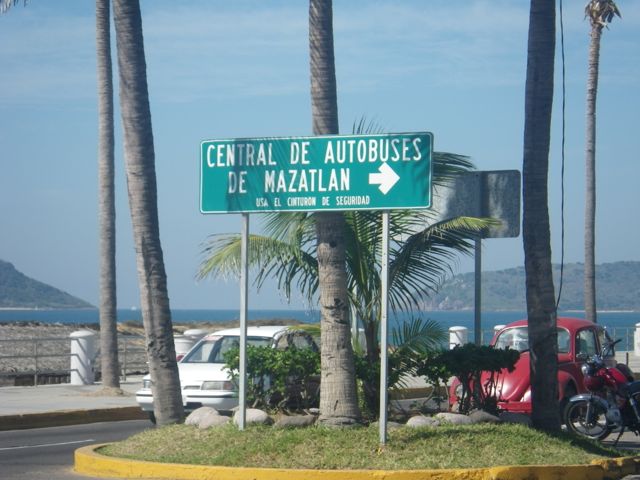 CENTRAL DE AUTOBUSES
DE MAZATLAN
USA EL CINTURON DE SEGURIDAD